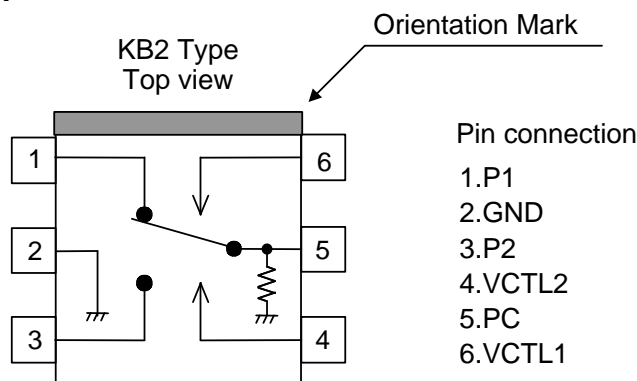 Orientation Mark
KB2 Type
Top view
Pin connection
1 6
1.P1
2.GND
2 5
3.P2
4.VCTL2
5.PC
3 4
6.VCTL1